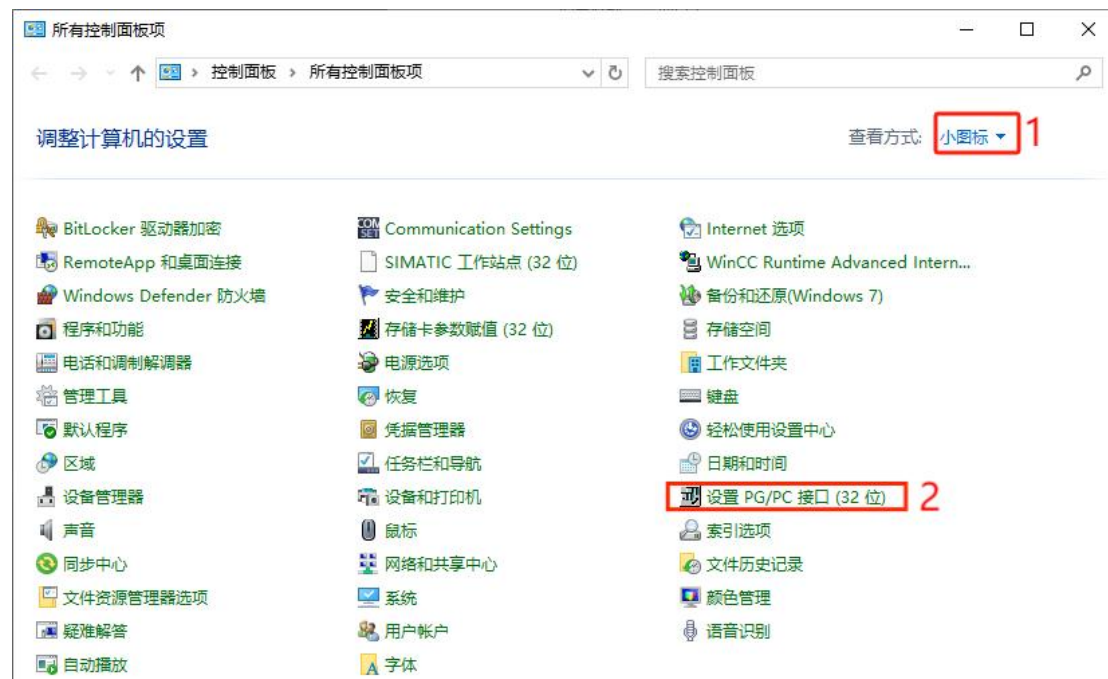 所有控制面板项
控制面板 › 所有控制面板项
搜索控制面板
调整计算机的设置
查看方式: 小图标 1
BitLocker 驱动器加密
Communication Settings
Internet 选项
RemoteApp 和桌面连接
SIMATIC 工作站点 (32 位)
WinCC Runtime Advanced Intern...
Windows Defender 防火墙
安全和维护
备份和还原(Windows 7)
程序和功能
存储卡参数赋值 (32 位)
存储空间
电话和调制解调器
电源选项
工作文件夹
管理工具
恢复
键盘
默认程序
凭据管理器
轻松使用设置中心
区域
任务栏和导航
日期和时间
设备管理器
设备和打印机
设置 PG/PC 接口 (32 位) 2
声音
鼠标
索引选项
同步中心
网络和共享中心
文件历史记录
文件资源管理器选项
系统
颜色管理
疑难解答
用户帐户
语音识别
自动播放
字体